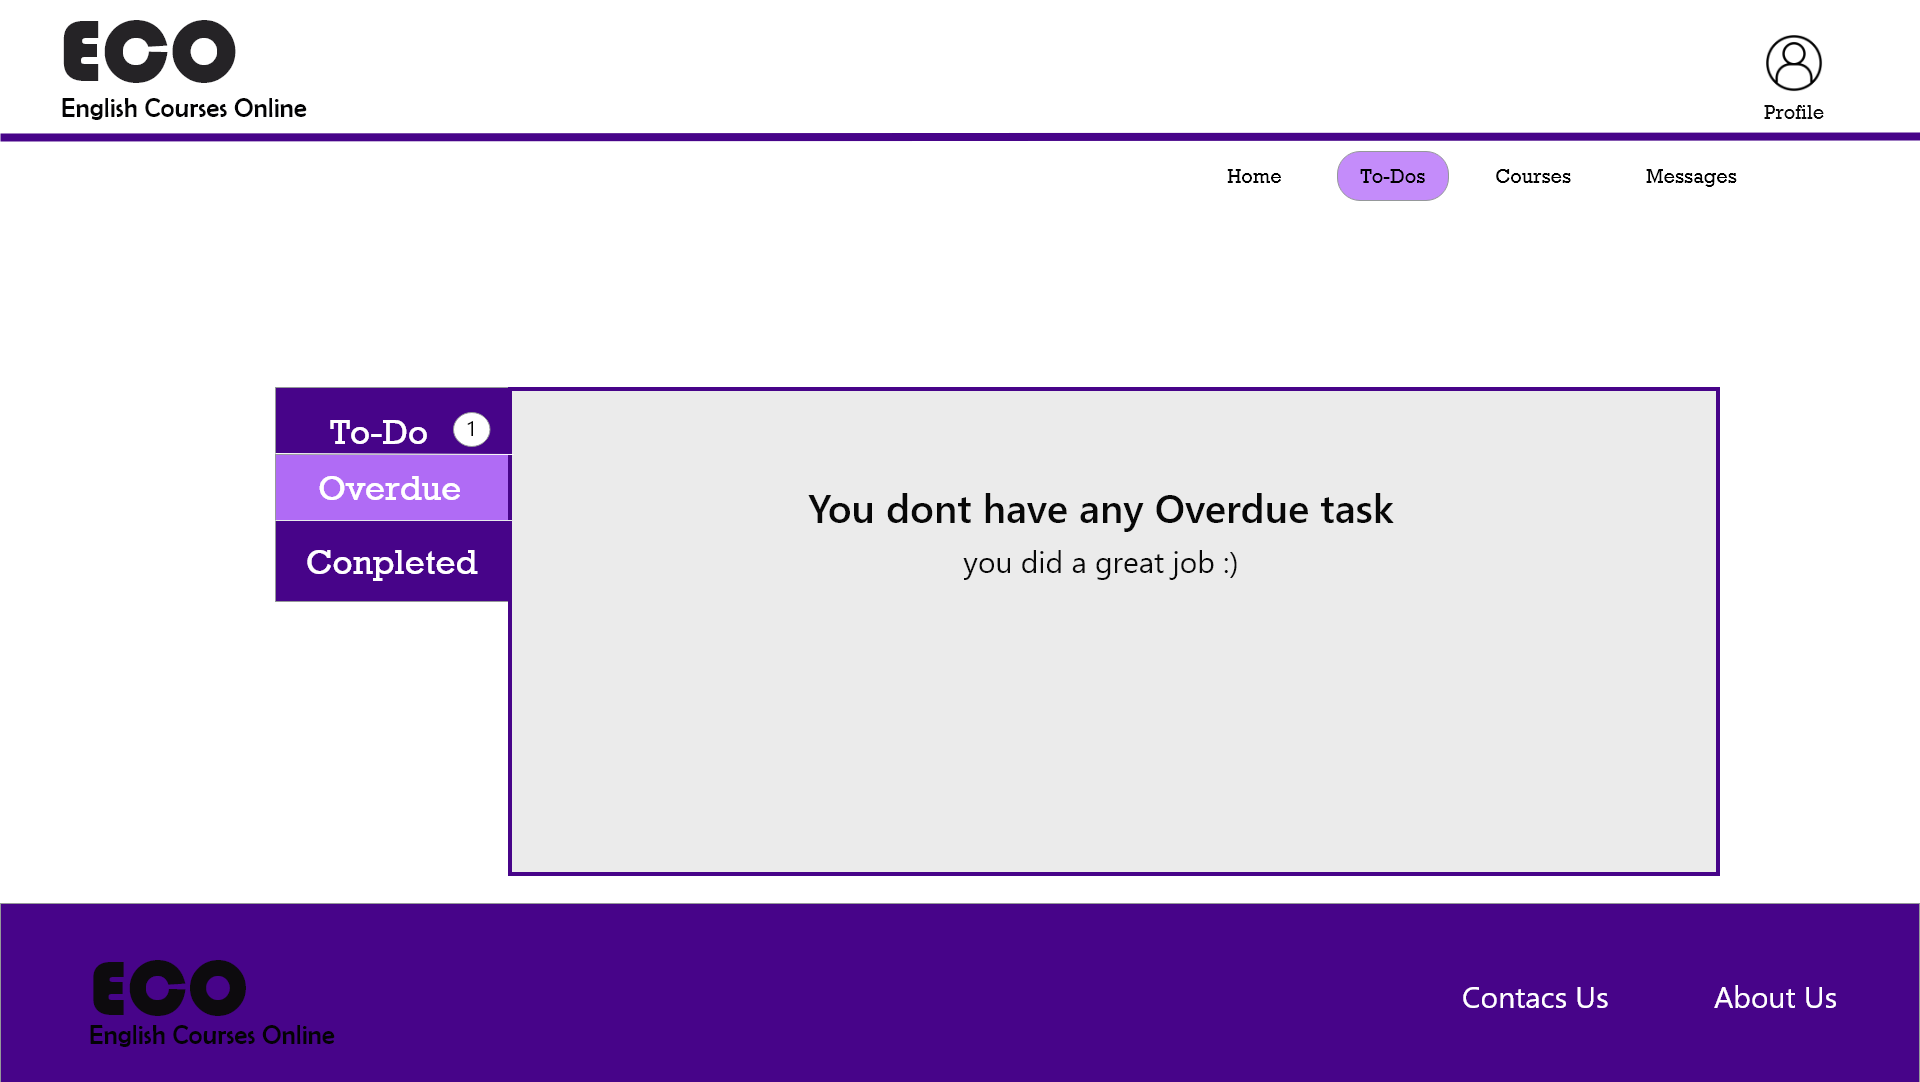 ECO
English Courses Online
Profile
Home To-Dos Courses Messages
To-Do 1
Overdue
Conpleted
You dont have any Overdue task
you did a great job :)
ECO
English Courses Online
Contacs Us About Us